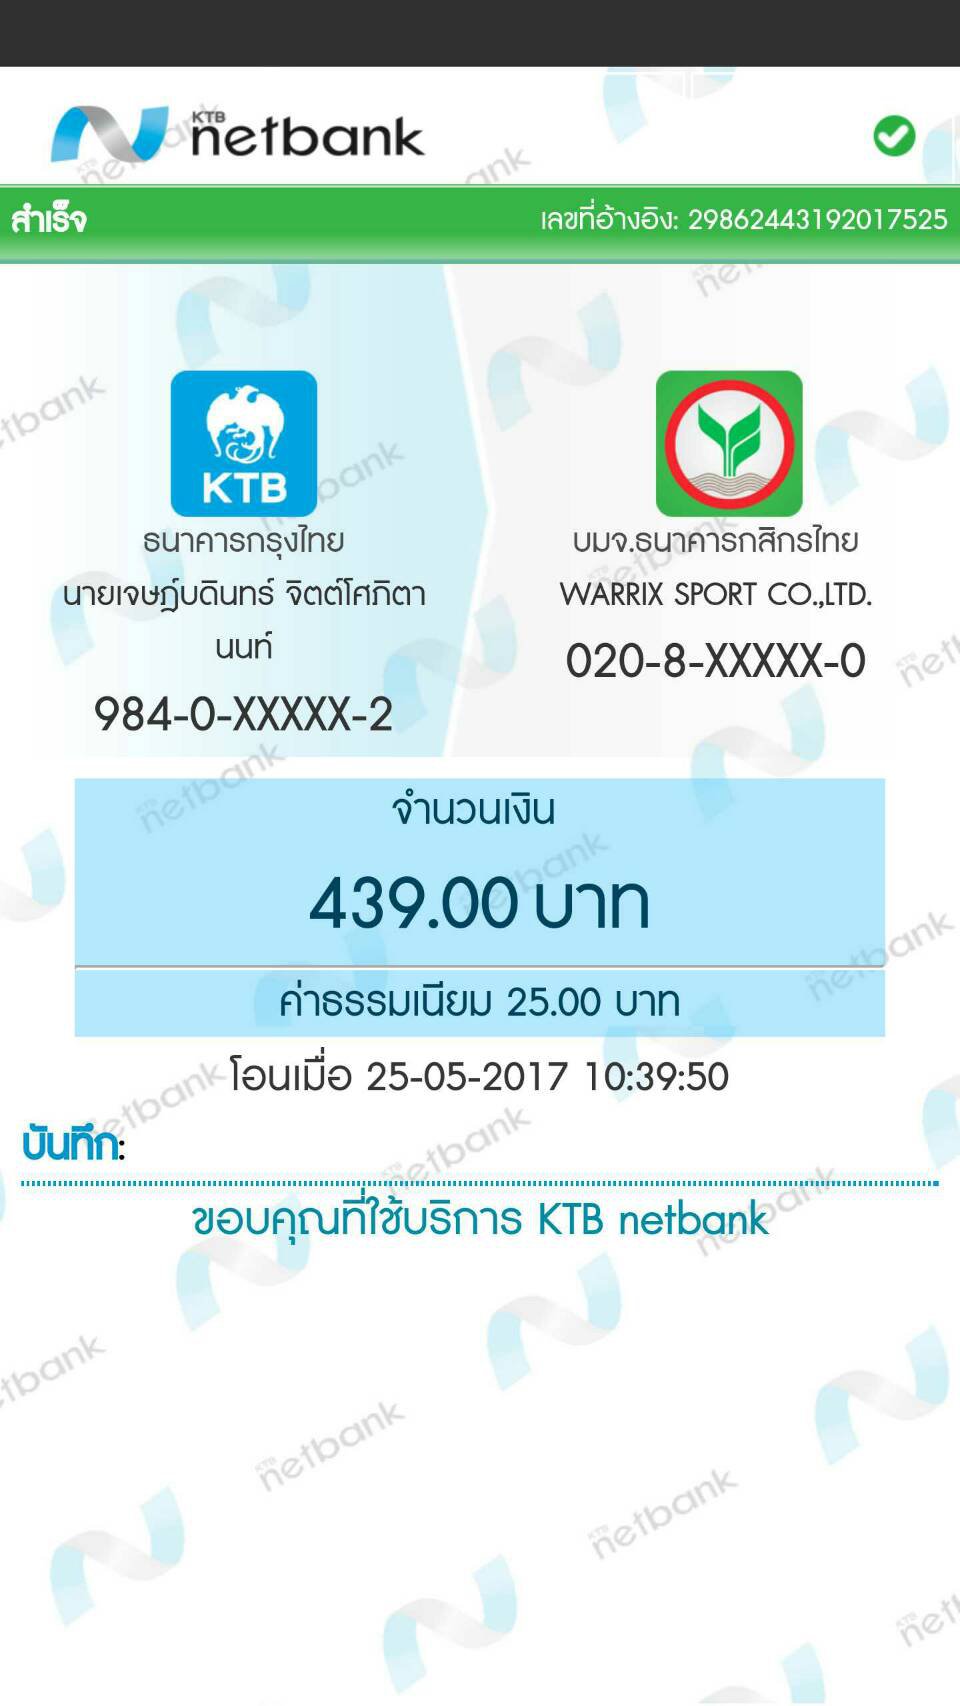 KTB
netbank
สำเร็จ
เลขที่อ้างอิง: 29862443192017525
KTB
ธนาคารกรุงไทย
นายเจษฎ์บดินทร์ จิตต์โศภิตา
นนท์
984-0-XXXXX-2
บมจ.ธนาคารกสิกรไทย
WARRIX SPORT CO.,LTD.
020-8-XXXXX-0
จำนวนเงิน
439.00 บาท
ค่าธรรมเนียม 25.00 บาท
โอนเมื่อ 25-05-2017 10:39:50
บันทึก:
ขอบคุณที่ใช้บริการ KTB netbank